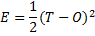 E = 1/2 (T − O)²